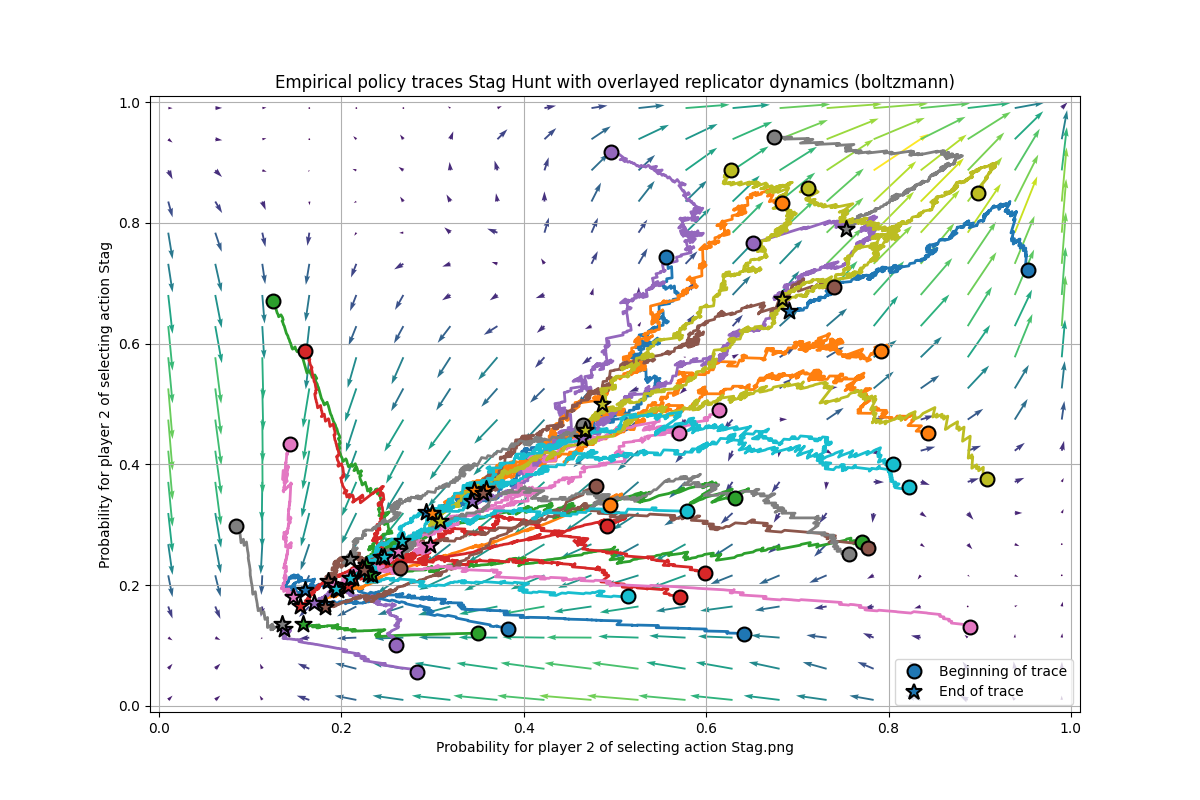 Empirical policy traces Stag Hunt with overlayed replicator dynamics (boltzmann)
Probability for player 2 of selecting action Stag
1.0
0.8
0.6
0.4
0.2
0.0
Beginning of trace
End of trace
0.0 0.2 0.4 0.6 0.8 1.0
Probability for player 2 of selecting action Stag.png